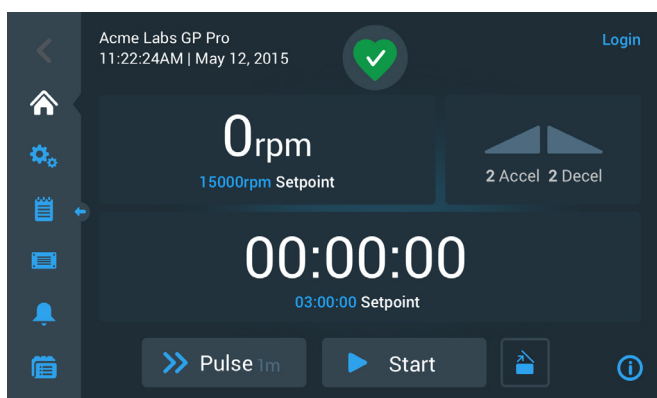 Acme Labs GP Pro
Login
11:22:24AM | May 12, 2015
0rpm
15000rpm Setpoint
2 Accel 2 Decel
00:00:00
03:00:00 Setpoint
Pulse 1m
Start